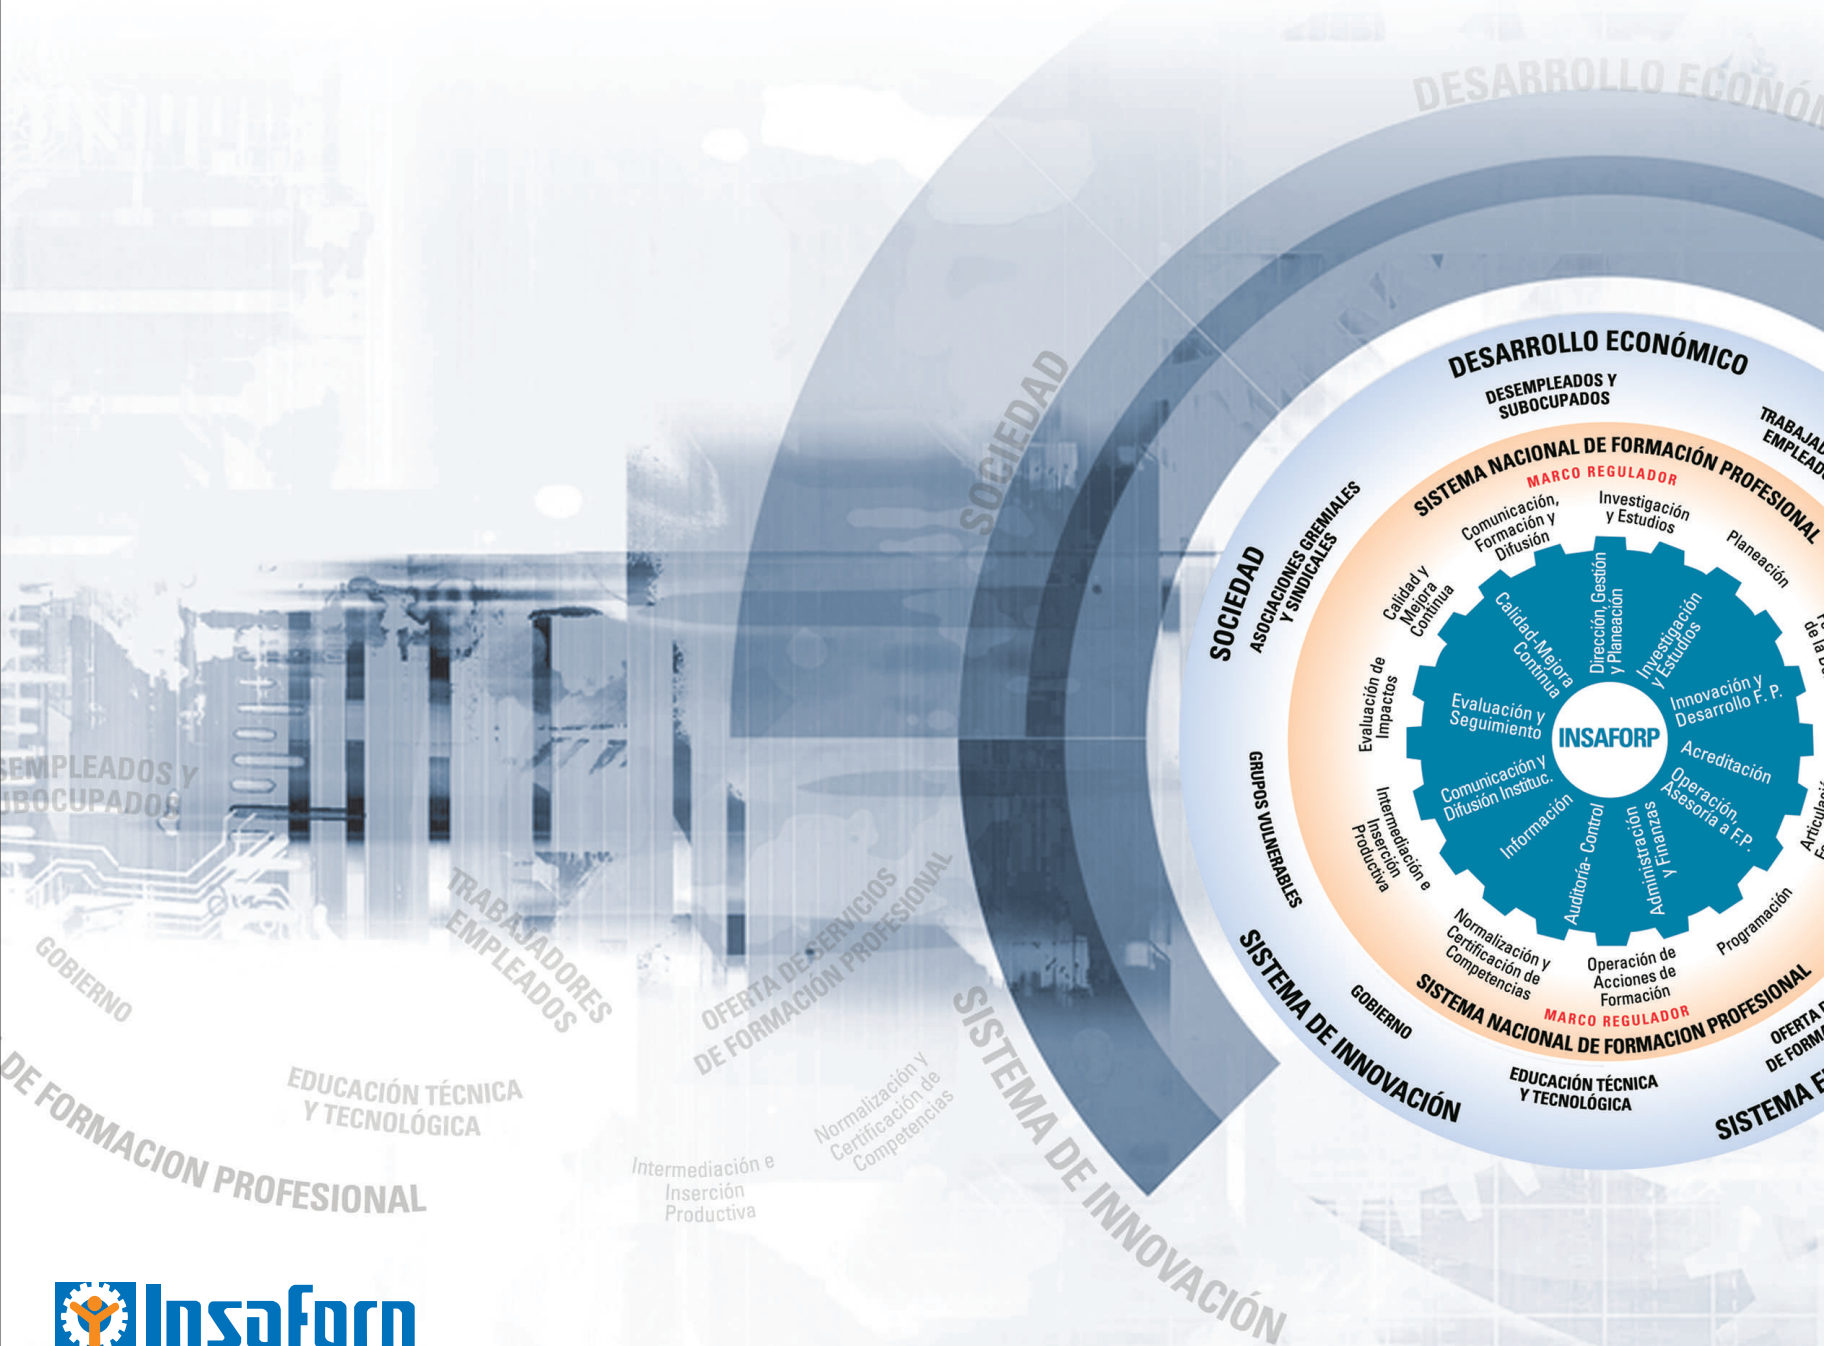 DESARROLLO
SOCIEDAD
EMPLEADOS Y
GOBIERNO
TRABAJADORES
EMPLEADOS
OFERTA DE SERVICIOS
DE FORMACIÓN PROFESIONAL
DE FORMACION PROFESIONAL
EDUCACIÓN TÉCNICA
Y TECNOLÓGICA
Normalización y
Certificación de
Competencias
Intermediación e
Inserción
Productiva
SISTEMA DE INNOVACIÓN
DESARROLLO ECONÓMICO
DESEMPLEADOS Y
SUBOCUPADOS
SOCIEDAD
ASOCIACIONES GREMIALES
Y SINDICALES
GRUPOS VULNERABLES
SISTEMA DE INNOVACIÓN
GOBIERNO
EDUCACIÓN TÉCNICA
Y TECNOLÓGICA
OFERTA
SISTEMA
SISTEMA NACIONAL DE FORMACIÓN PROFESIONAL
MARCO REGULADOR
Comunicación,
Formación y
Difusión
Investigación
y Estudios
Planeación
de la
Calidad y
Mejora
Continua
Evaluación de
Impactos
Intermediación e
Inserción
Productiva
Normalización y
Certificación de
Competencias
Operación de
Acciones de
Formación
Programación
MARCO REGULADOR
SISTEMA NACIONAL DE FORMACION PROFESIONAL
Dirección, Gestión
y Planeación
Investigación
y Estudios
Innovación y
Desarrollo F. P.
Acreditación
Operación,
Asesoría a F.P.
Administración
y Finanzas
Auditoría- Control
Información
Comunicación y
Difusión Instituc.
Evaluación y
Seguimiento
Calidad-Mejora
Continua
INSAFORP
Insaforp